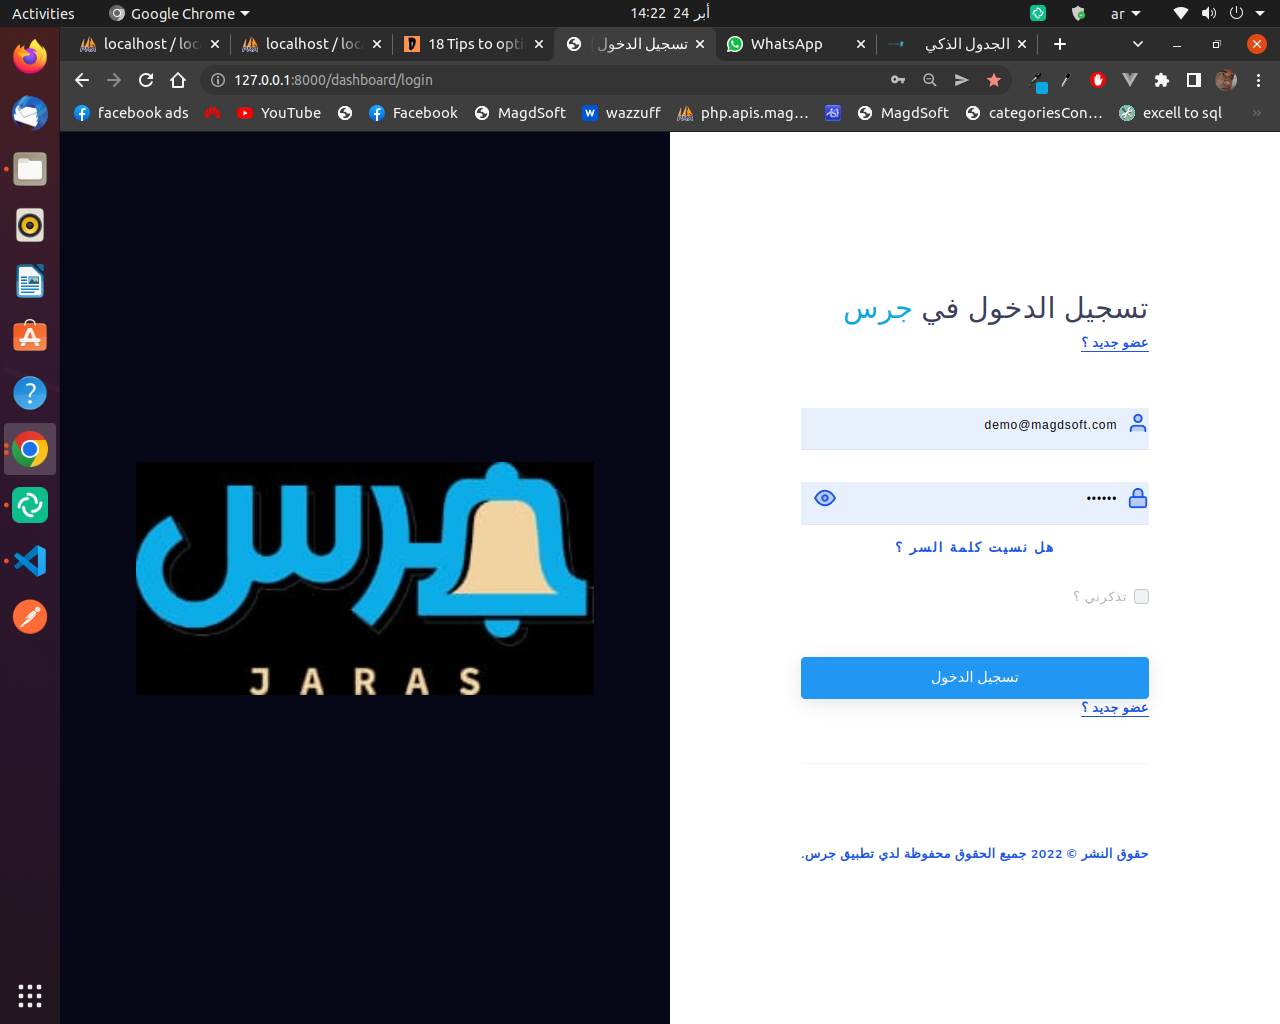 Activities
Google Chrome
14:22 24 أبر
ar
localhost / loc
localhost / loc
18 Tips to opti
تسجيل الدخول |
WhatsApp
الجدول الذكي
127.0.0.1:8000/dashboard/login
facebook ads
YouTube
Facebook
MagdSoft
wazzuff
php.apis.mag…
MagdSoft
categoriesCon…
excell to sql
»
جرس
JARAS
تسجيل الدخول في جرس
عضو جديد ؟
demo@magdsoft.com
••••••
هل نسيت كلمة السر ؟
تذكرني ؟
تسجيل الدخول
عضو جديد ؟
حقوق النشر © 2022 جميع الحقوق محفوظة لدي تطبيق جرس.